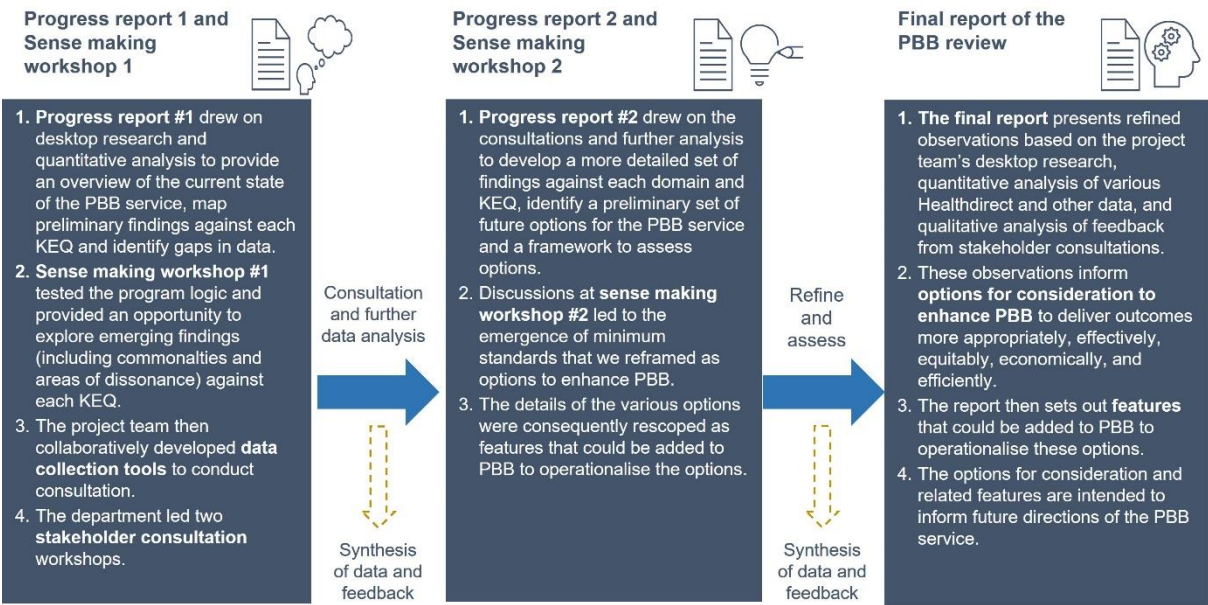 Progress report 1 and
Sense making
workshop 1
1. Progress report #1 drew on
desktop research and
quantitative analysis to provide
an overview of the current state
of the PBB service, map
preliminary findings against each
KEQ and identify gaps in data.
2. Sense making workshop #1
tested the program logic and
provided an opportunity to
explore emerging findings
(including commonalties and
areas of dissonance) against
each KEQ.
3. The project team then
collaboratively developed data
collection tools to conduct
consultation.
4. The department led two
stakeholder consultation
workshops.
Consultation
and further
data analysis
Synthesis
of data and
feedback
Progress report 2 and
Sense making
workshop 2
1. Progress report #2 drew on the
consultations and further analysis
to develop a more detailed set of
findings against each domain and
KEQ, identify a preliminary set of
future options for the PBB service
and a framework to assess
options.
2. Discussions at sense making
workshop #2 led to the
emergence of minimum
standards that we reframed as
options to enhance PBB.
3. The details of the various options
were consequently rescoped as
features that could be added to
PBB to operationalise the options.
Refine
and
assess
Synthesis
of data and
feedback
Final report of the
PBB review
1. The final report presents refined
observations based on the project
team's desktop research,
quantitative analysis of various
Healthdirect and other data, and
qualitative analysis of feedback
from stakeholder consultations.
2. These observations inform
options for consideration to
enhance PBB to deliver outcomes
more appropriately, effectively,
equitably, economically, and
efficiently.
3. The report then sets out features
that could be added to PBB to
operationalise these options.
4. The options for consideration and
related features are intended to
inform future directions of the PBB
service.